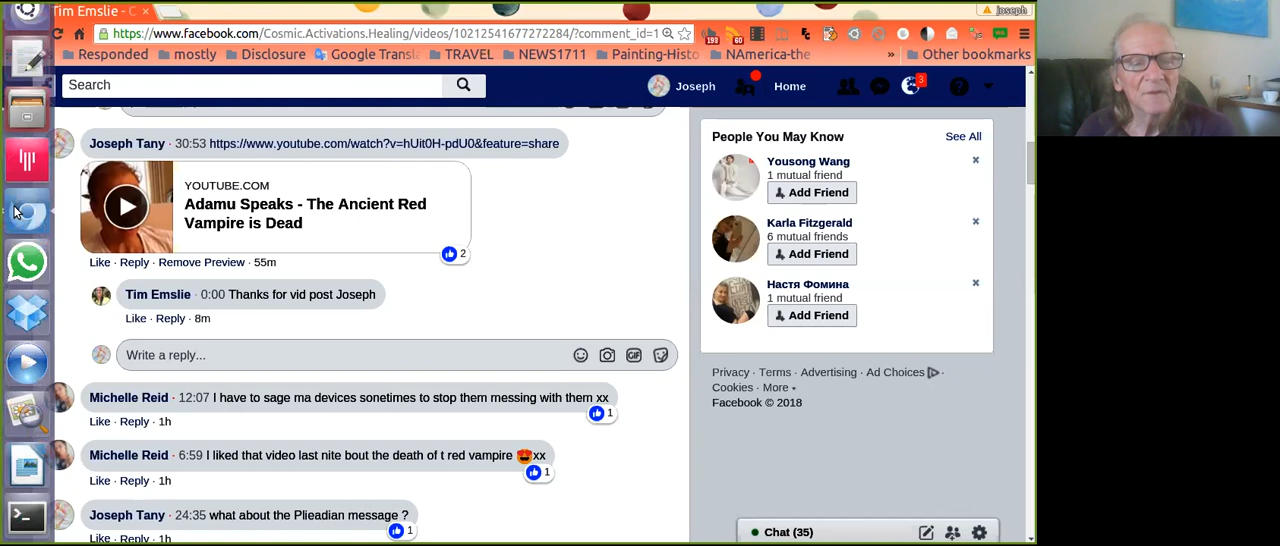 Tim Emslie - C
joseph
https://www.facebook.com/Cosmic.Activations.Healing/videos/10212541677272284/?comment_id=1
193
60
Responded
mostly
Disclosure
Google Transla
TRAVEL
NEWS1711
Painting-Histo
NAmerica-the
»
Other bookmarks
Search
Joseph
Home
3
Joseph Tany · 30:53 https://www.youtube.com/watch?v=hUit0H-pdU0&feature=share
YOUTUBE.COM
Adamu Speaks - The Ancient Red
Vampire is Dead
2
Like · Reply · Remove Preview · 55m
Tim Emslie · 0:00 Thanks for vid post Joseph
Like · Reply · 8m
Write a reply...
GIF
Michelle Reid · 12:07 I have to sage ma devices sonetimes to stop them messing with them xx
1
Like · Reply · 1h
Michelle Reid · 6:59 I liked that video last nite bout the death of t red vampire 😍xx
1
Like · Reply · 1h
Joseph Tany · 24:35 what about the Plieadian message ?
1
Like · Reply · 1h
People You May Know
See All
Yousong Wang
1 mutual friend
Add Friend
Karla Fitzgerald
6 mutual friends
Add Friend
Настя Фомина
1 mutual friend
Add Friend
Privacy · Terms · Advertising · Ad Choices ·
Cookies · More
Facebook © 2018
Chat (35)